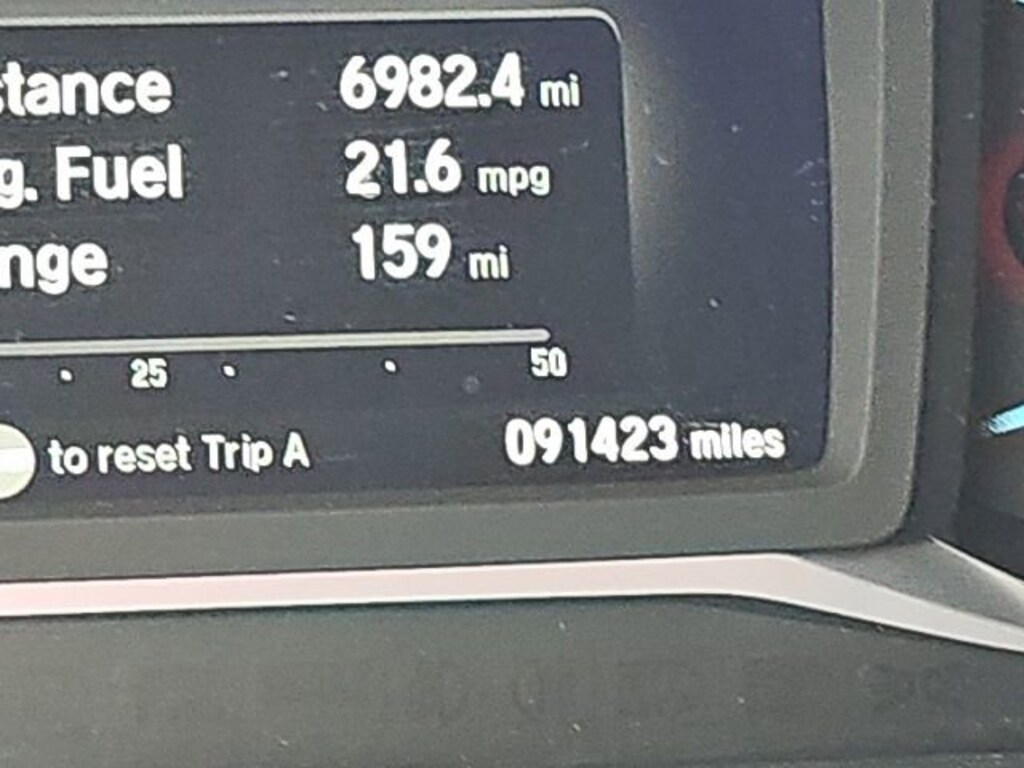 stance 6982.4 mi
g. Fuel 21.6 mpg
nge 159 mi
25 50
to reset Trip A 091423 miles